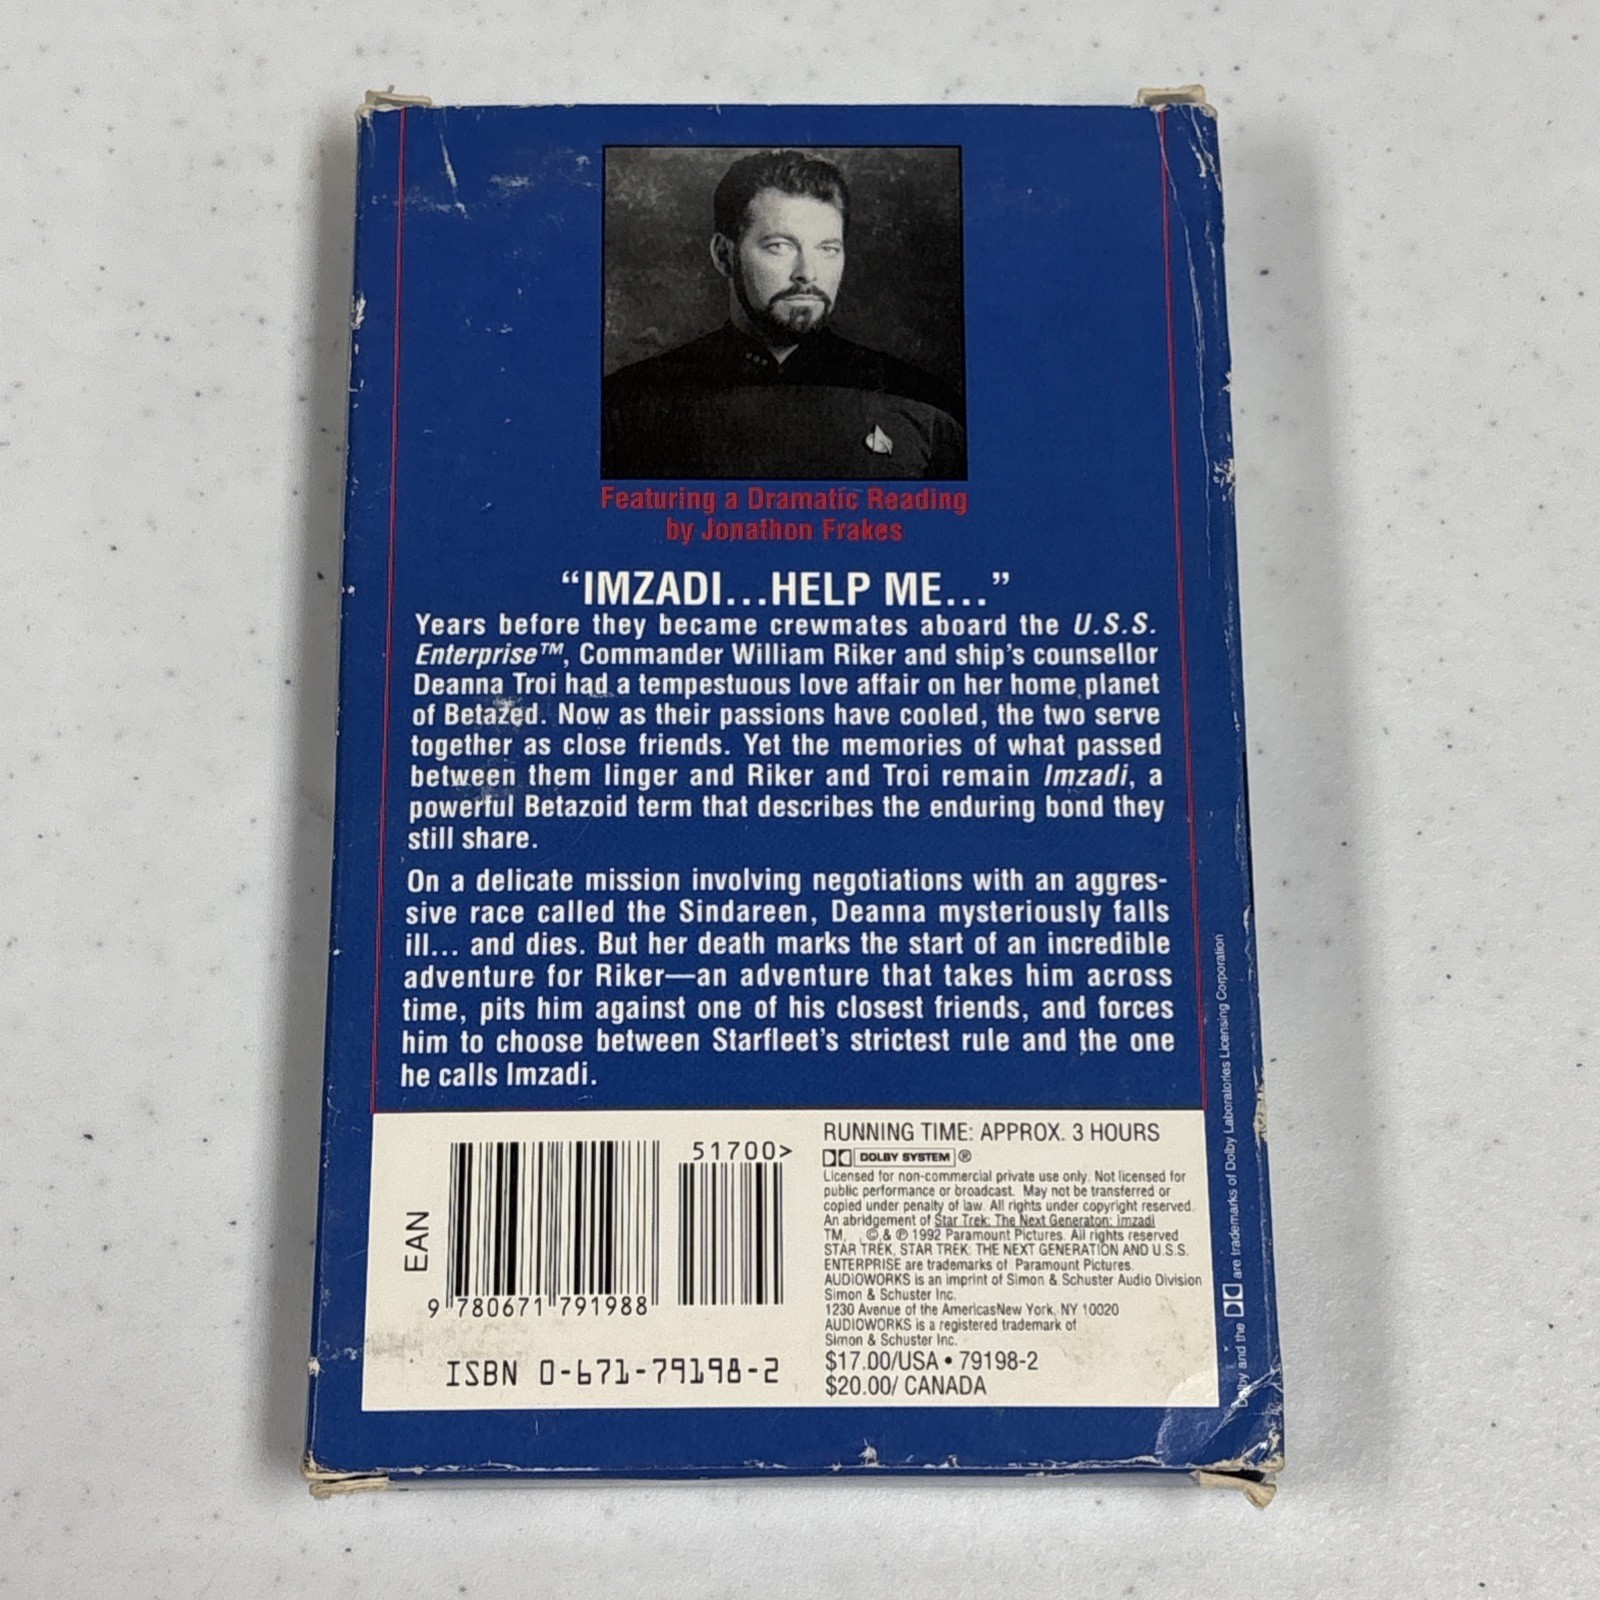 Featuring a Dramatic Reading
by Jonathon Frakes
“IMZADI...HELP ME...”
Years before they became crewmates aboard the U.S.S.
Enterprise™, Commander William Riker and ship's counsellor
Deanna Troi had a tempestuous love affair on her home planet
of Betazed. Now as their passions have cooled, the two serve
together as close friends. Yet the memories of what passed
between them linger and Riker and Troi remain Imzadi, a
powerful Betazoid term that describes the enduring bond they
still share.
On a delicate mission involving negotiations with an aggres-
sive race called the Sindareen, Deanna mysteriously falls
ill... and dies. But her death marks the start of an incredible
adventure for Riker—an adventure that takes him across
time, pits him against one of his closest friends, and forces
him to choose between Starfleet's strictest rule and the one
he calls Imzadi.
EAN
9 780671 791988
51700>
ISBN 0-671-79198-2
RUNNING TIME: APPROX. 3 HOURS
DOLBY SYSTEM ®
Licensed for non-commercial private use only. Not licensed for
public performance or broadcast. May not be transferred or
copied under penalty of law. All rights under copyright reserved.
An abridgement of Star Trek: The Next Generaton: Imzadi
TM, © & ℗ 1992 Paramount Pictures. All rights reserved
STAR TREK, STAR TREK: THE NEXT GENERATION AND U.S.S.
ENTERPRISE are trademarks of Paramount Pictures.
AUDIOWORKS is an imprint of Simon & Schuster Audio Division
Simon & Schuster Inc.
1230 Avenue of the AmericasNew York, NY 10020
AUDIOWORKS is a registered trademark of
Simon & Schuster Inc.
$17.00/USA • 79198-2
$20.00/ CANADA
Dolby and the are trademarks of Dolby Laboratories Licensing Corporation